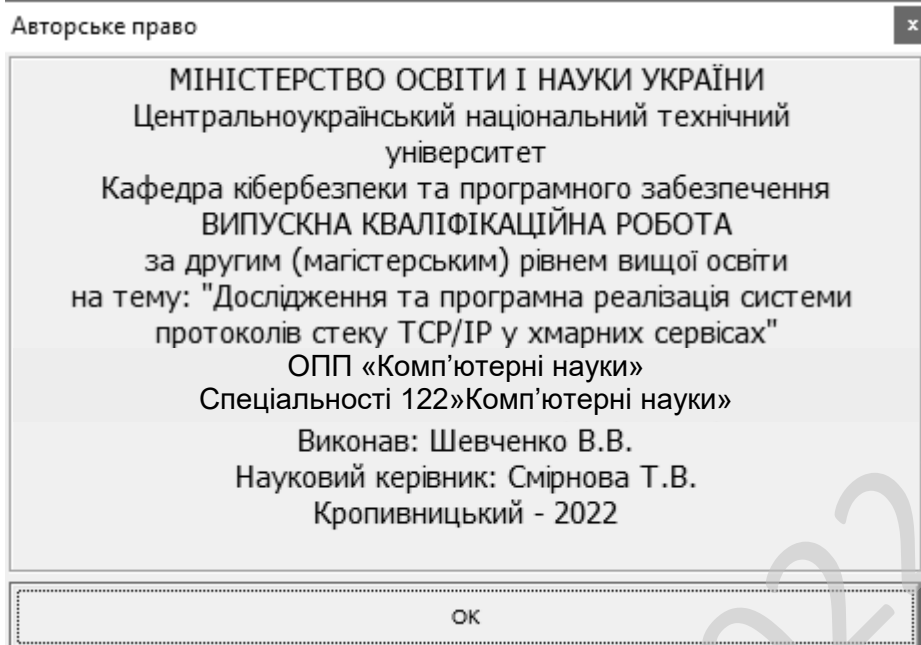 Авторське право
x
МІНІСТЕРСТВО ОСВІТИ І НАУКИ УКРАЇНИ
Центральноукраїнський національний технічний
університет
Кафедра кібербезпеки та програмного забезпечення
ВИПУСКНА КВАЛІФІКАЦІЙНА РОБОТА
за другим (магістерським) рівнем вищої освіти
на тему: "Дослідження та програмна реалізація системи
протоколів стеку TCP/IP у хмарних сервісах"
ОПП «Комп’ютерні науки»
Спеціальності 122»Комп’ютерні науки»
Виконав: Шевченко В.В.
Науковий керівник: Смірнова Т.В.
Кропивницький - 2022
ОК